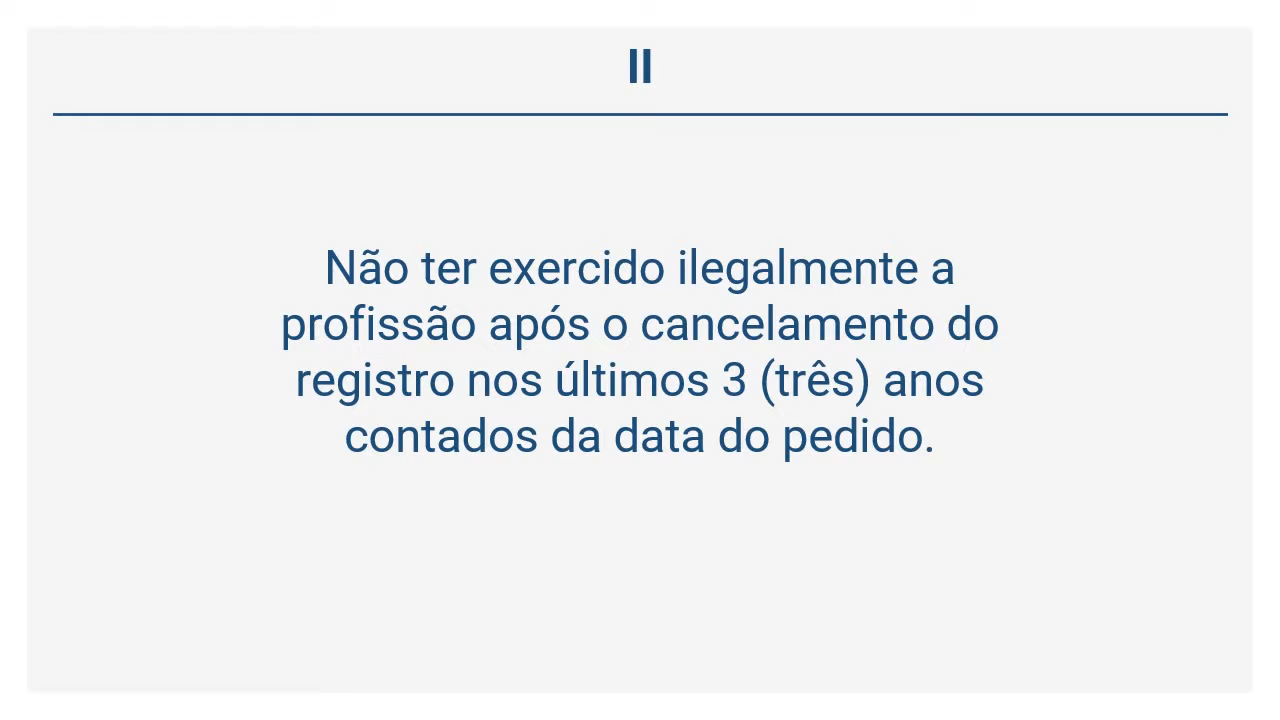 II
Não ter exercido ilegalmente a
profissão após o cancelamento do
registro nos últimos 3 (três) anos
contados da data do pedido.